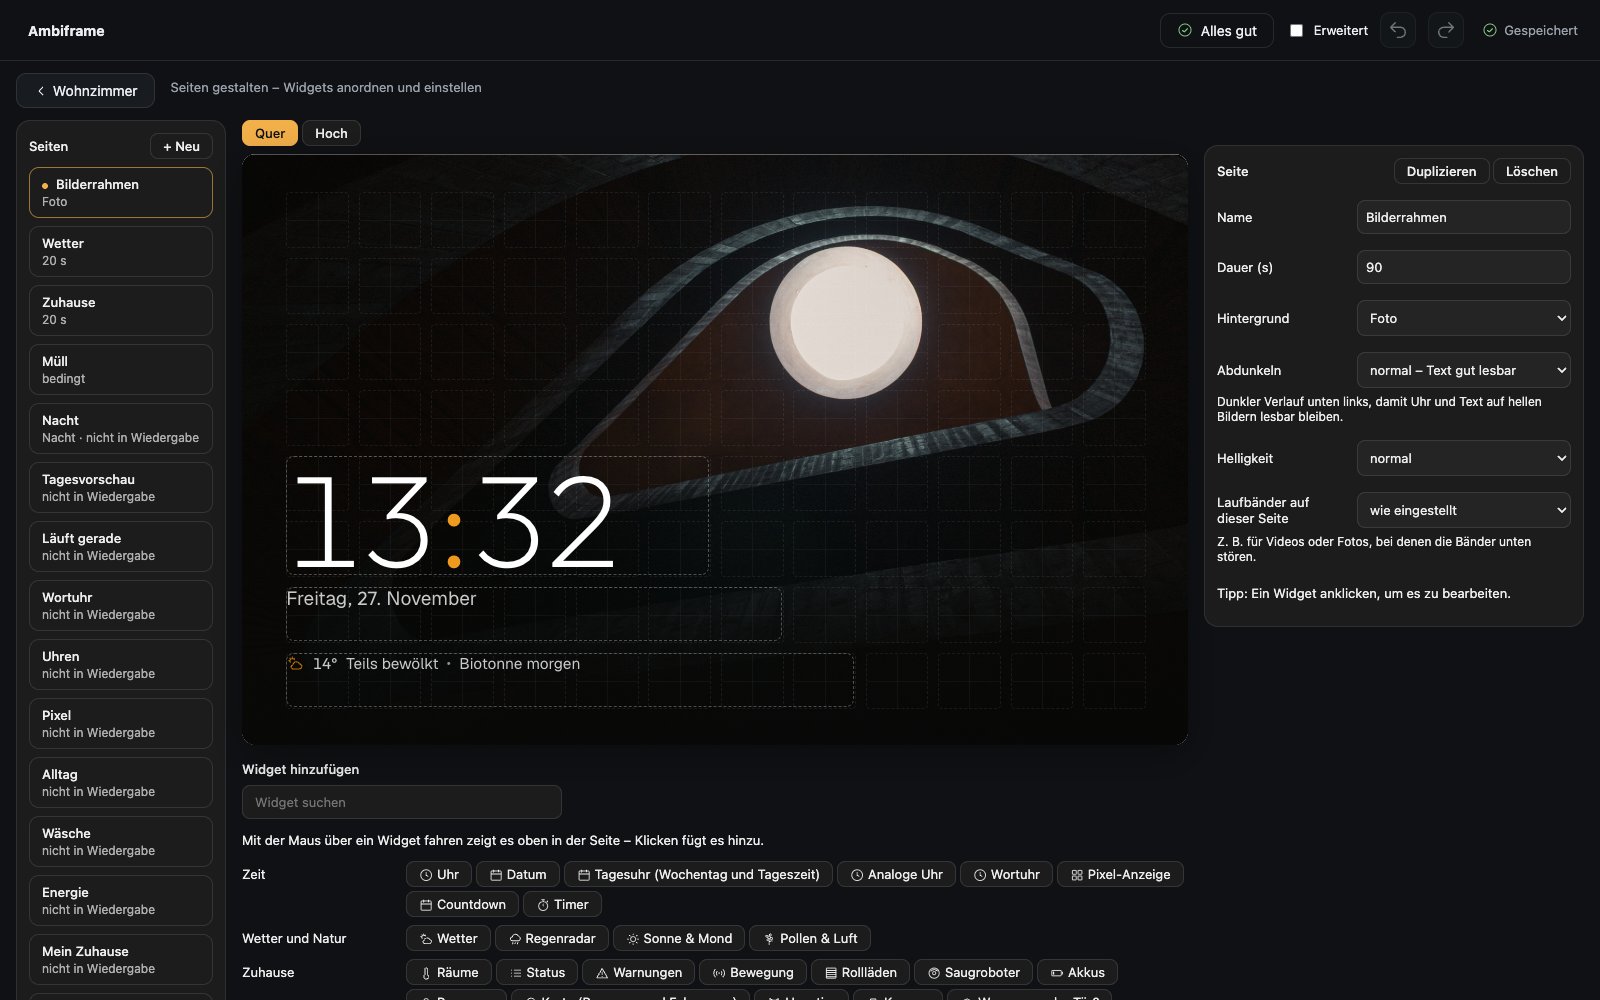 Ambiframe
Alles gut
Erweitert
Gespeichert
Wohnzimmer
Seiten gestalten – Widgets anordnen und einstellen
Seiten
+ Neu
Bilderrahmen
Foto
Wetter
20 s
Zuhause
20 s
Müll
bedingt
Nacht
Nacht · nicht in Wiedergabe
Tagesvorschau
nicht in Wiedergabe
Läuft gerade
nicht in Wiedergabe
Wortuhr
nicht in Wiedergabe
Uhren
nicht in Wiedergabe
Pixel
nicht in Wiedergabe
Alltag
nicht in Wiedergabe
Wäsche
nicht in Wiedergabe
Energie
nicht in Wiedergabe
Mein Zuhause
nicht in Wiedergabe
Quer
Hoch
13:32
Freitag, 27. November
14° Teils bewölkt · Biotonne morgen
Widget hinzufügen
Widget suchen
Mit der Maus über ein Widget fahren zeigt es oben in der Seite – Klicken fügt es hinzu.
Zeit
Uhr
Datum
Tagesuhr (Wochentag und Tageszeit)
Analoge Uhr
Wortuhr
Pixel-Anzeige
Countdown
Timer
Wetter und Natur
Wetter
Regenradar
Sonne & Mond
Pollen & Luft
Zuhause
Räume
Status
Warnungen
Bewegung
Rollläden
Saugroboter
Akkus
Seite
Duplizieren
Löschen
Name
Bilderrahmen
Dauer (s)
90
Hintergrund
Foto
Abdunkeln
normal – Text gut lesbar
Dunkler Verlauf unten links, damit Uhr und Text auf hellen
Bildern lesbar bleiben.
Helligkeit
normal
Laufbänder auf
dieser Seite
wie eingestellt
Z. B. für Videos oder Fotos, bei denen die Bänder unten
stören.
Tipp: Ein Widget anklicken, um es zu bearbeiten.